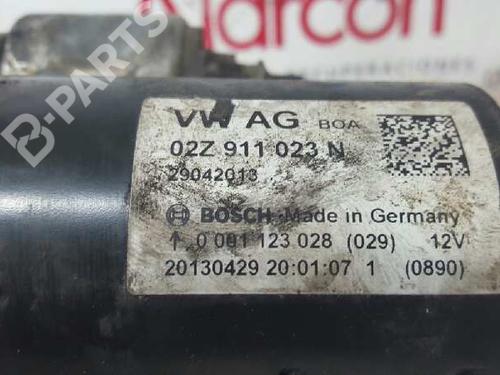 Marcon
B-PARTS
VW AG BOA
02Z 911 023 N
29042013
BOSCH Made in Germany
↑ 0 001 123 028 (029) 12V
20130429 20:01:07 1 (0890)